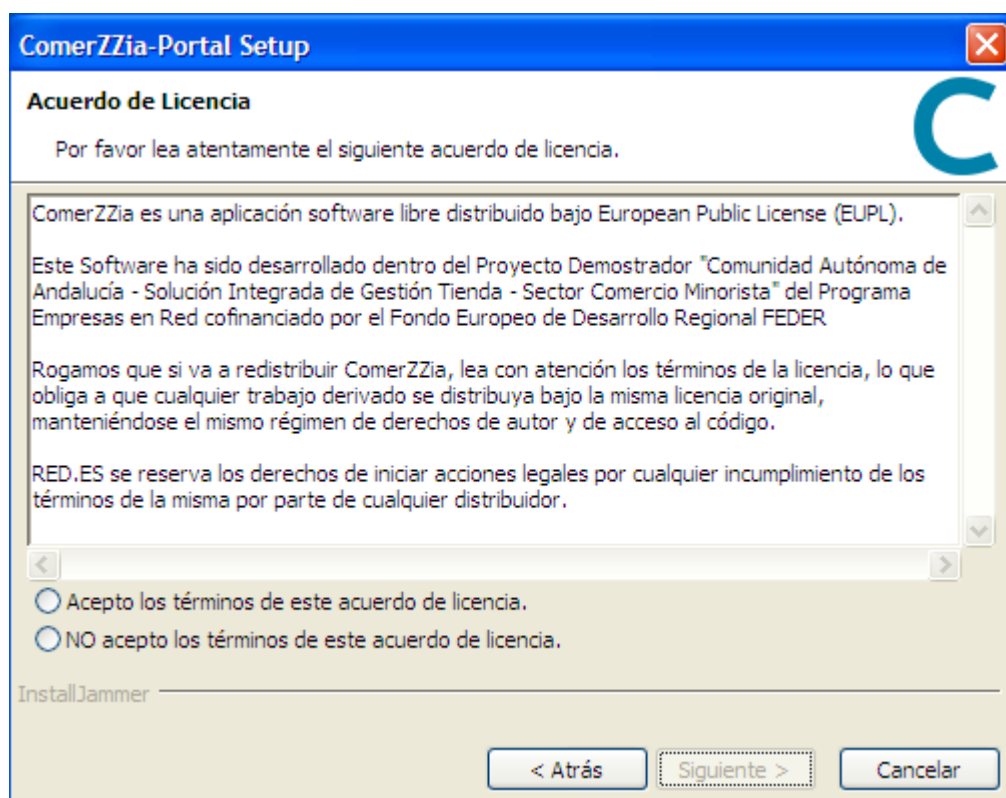 ComerZZia-Portal Setup
Acuerdo de Licencia
Por favor lea atentamente el siguiente acuerdo de licencia.
ComerZZia es una aplicación software libre distribuido bajo European Public License (EUPL).
Este Software ha sido desarrollado dentro del Proyecto Demostrador "Comunidad Autónoma de
Andalucía - Solución Integrada de Gestión Tienda - Sector Comercio Minorista" del Programa
Empresas en Red cofinanciado por el Fondo Europeo de Desarrollo Regional FEDER
Rogamos que si va a redistribuir ComerZZia, lea con atención los términos de la licencia, lo que
obliga a que cualquier trabajo derivado se distribuya bajo la misma licencia original,
manteniéndose el mismo régimen de derechos de autor y de acceso al código.
RED.ES se reserva los derechos de iniciar acciones legales por cualquier incumplimiento de los
términos de la misma por parte de cualquier distribuidor.
Acepto los términos de este acuerdo de licencia.
NO acepto los términos de este acuerdo de licencia.
InstallJammer
< Atrás Siguiente > Cancelar